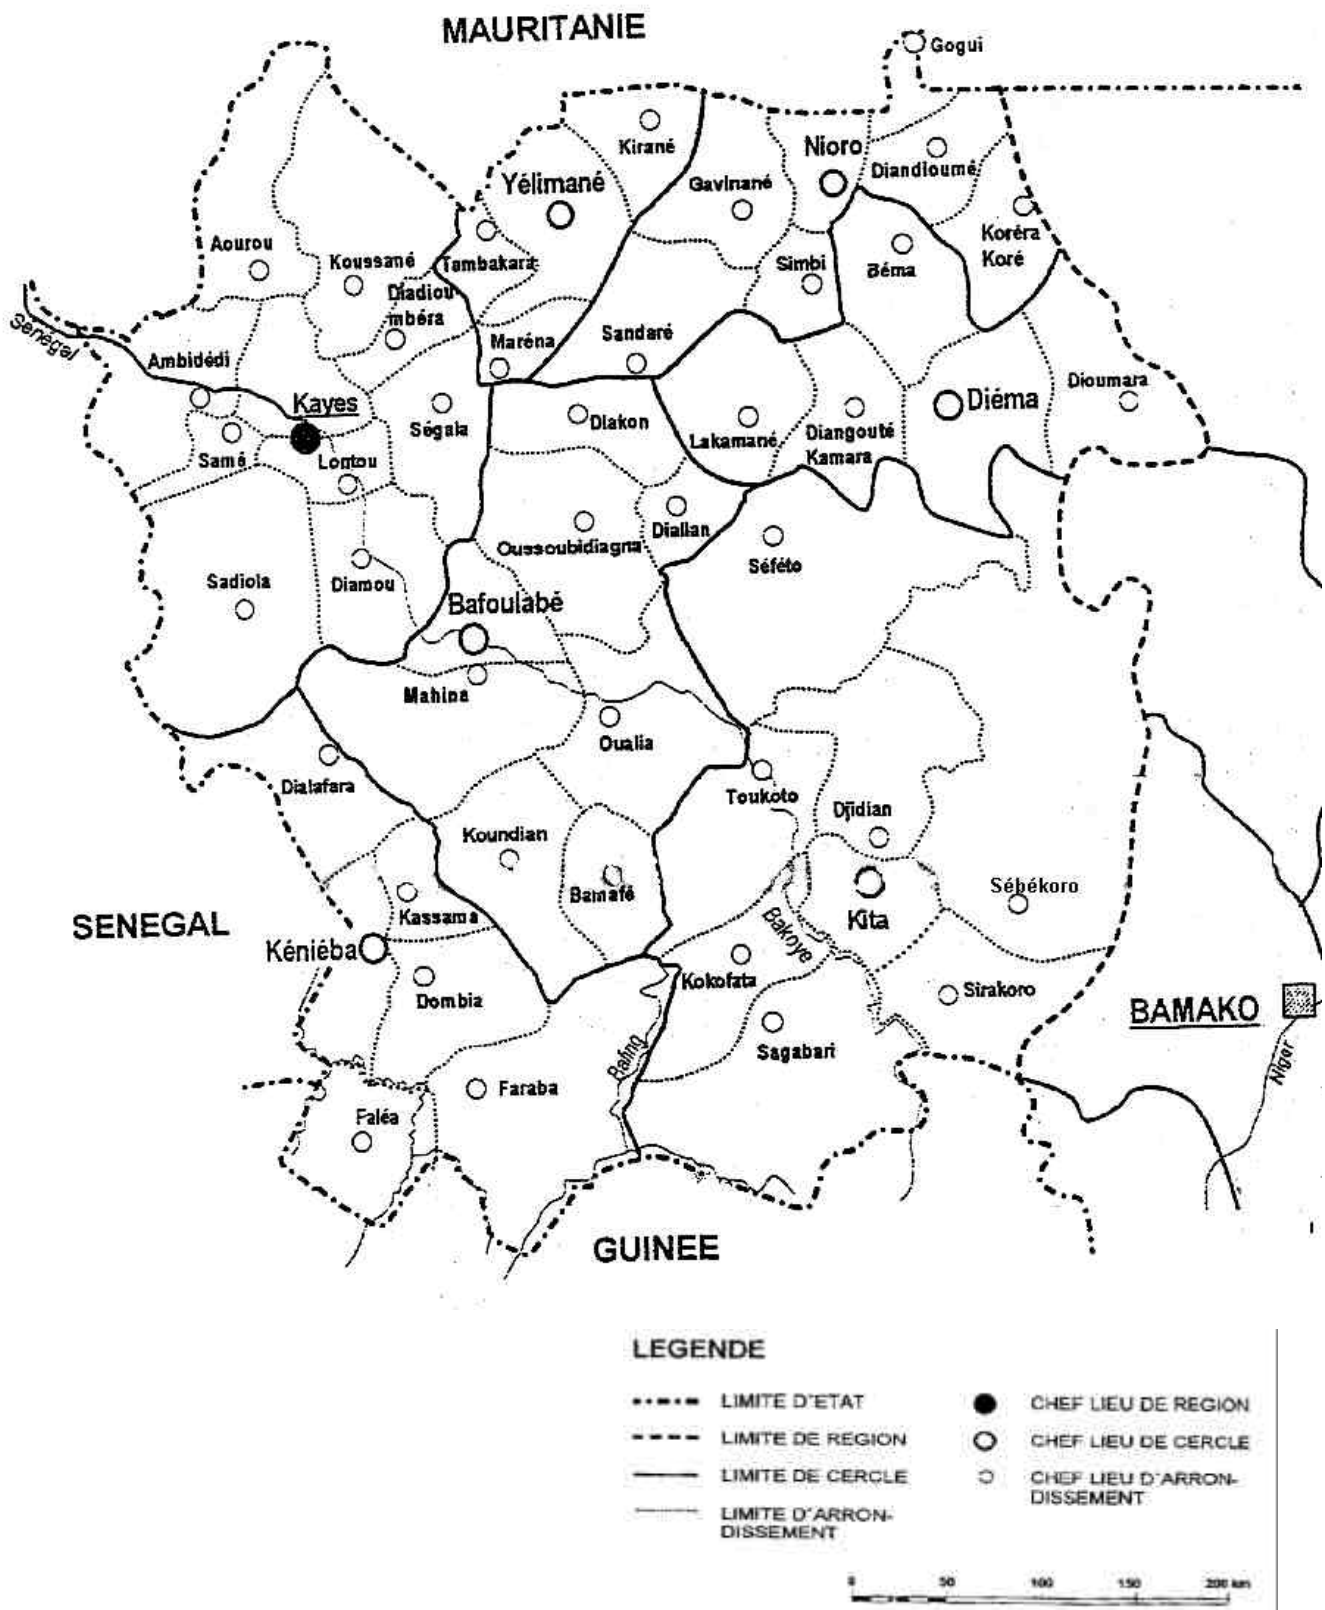 MAURITANIE
Gogui
Kirané
Nioro
Diandioumé
Yélimané
Gavinané
Koréra
Koré
Aourou
Koussané
Tambakara
Simbi
Béma
Diadiou-
mbéra
Senegal
Maréna
Sandaré
Ambidédi
Kayes
Ségala
Diakon
Lakamané
Diangouté
Kamara
Diéma
Dioumara
Samé
Lontou
Oussoubidiagna
Diallan
Séféto
Sadiola
Diamou
Bafoulabé
Mahina
Oualia
Dialafara
Toukoto
Djidian
Koundian
Bamafé
Kassama
Kita
Sébékoro
SENEGAL
Kéniéba
Bakoye
Dombia
Kokofata
Sirakoro
BAMAKO
Sagabari
Bafing
Niger
Faraba
Faléa
GUINEE
LEGENDE
LIMITE D'ETAT
LIMITE DE REGION
LIMITE DE CERCLE
LIMITE D'ARRON-
DISSEMENT
CHEF LIEU DE REGION
CHEF LIEU DE CERCLE
CHEF LIEU D'ARRON-
DISSEMENT
0 50 100 150 200 km